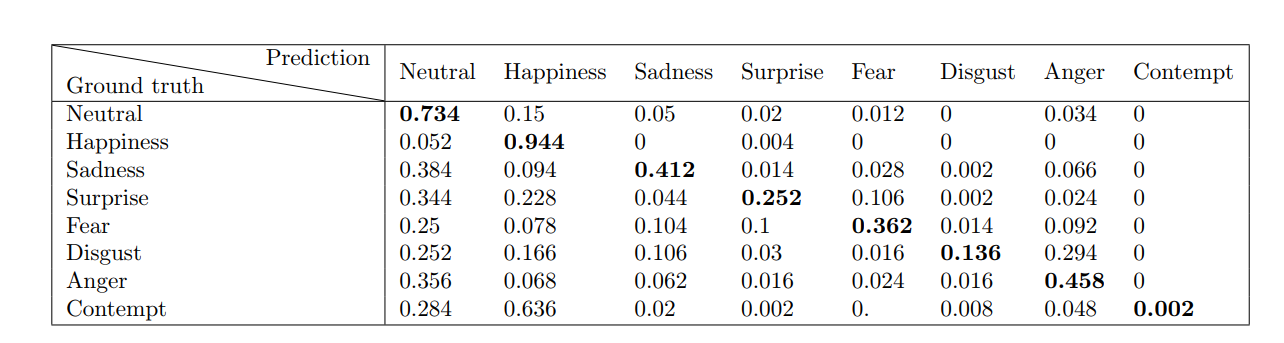 Prediction
Ground truth
Neutral Happiness Sadness Surprise Fear Disgust Anger Contempt
Neutral 0.734 0.15 0.05 0.02 0.012 0 0.034 0
Happiness 0.052 0.944 0 0.004 0 0 0 0
Sadness 0.384 0.094 0.412 0.014 0.028 0.002 0.066 0
Surprise 0.344 0.228 0.044 0.252 0.106 0.002 0.024 0
Fear 0.25 0.078 0.104 0.1 0.362 0.014 0.092 0
Disgust 0.252 0.166 0.106 0.03 0.016 0.136 0.294 0
Anger 0.356 0.068 0.062 0.016 0.024 0.016 0.458 0
Contempt 0.284 0.636 0.02 0.002 0. 0.008 0.048 0.002